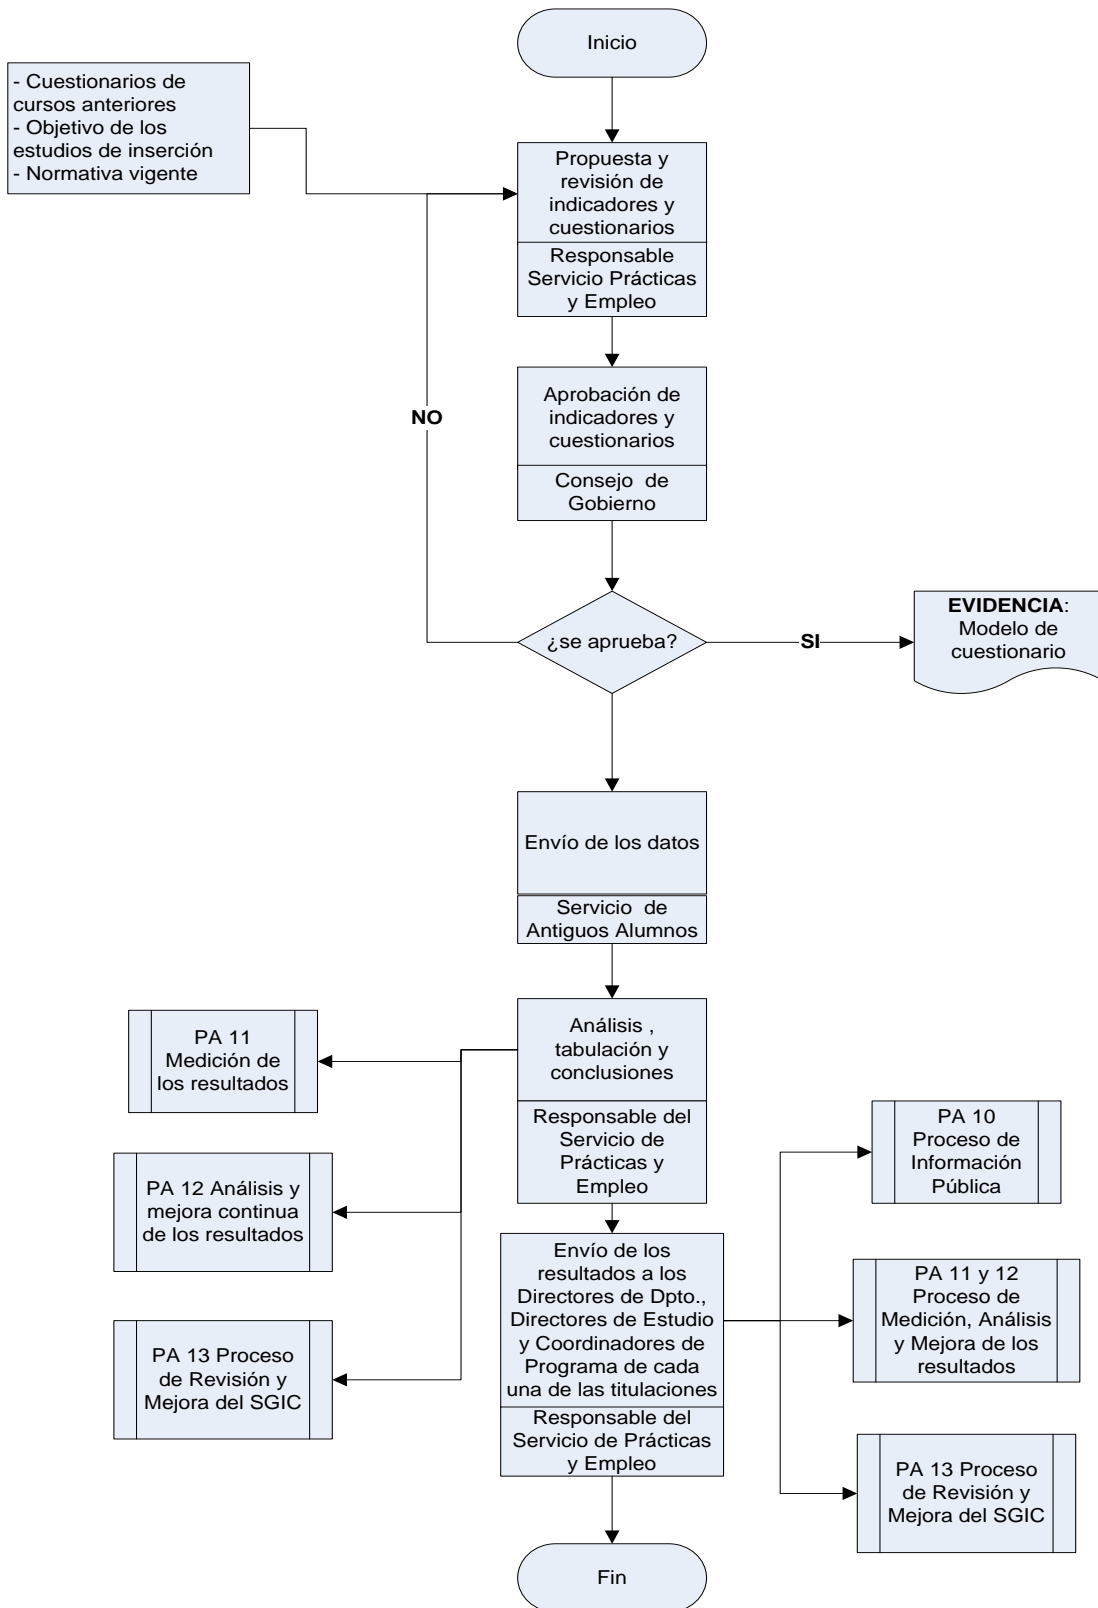 Inicio
- Cuestionarios de
cursos anteriores
- Objetivo de los
estudios de inserción
- Normativa vigente
Propuesta y
revisión de
indicadores y
cuestionarios
Responsable
Servicio Prácticas
y Empleo
Aprobación de
indicadores y
cuestionarios
Consejo de
Gobierno
NO
¿se aprueba?
SI
EVIDENCIA:
Modelo de
cuestionario
Envío de los datos
Servicio de
Antiguos Alumnos
Análisis ,
tabulación y
conclusiones
Responsable del
Servicio de
Prácticas y
Empleo
PA 11
Medición de
los resultados
PA 12 Análisis y
mejora continua
de los resultados
PA 13 Proceso
de Revisión y
Mejora del SGIC
Envío de los
resultados a los
Directores de Dpto.,
Directores de Estudio
y Coordinadores de
Programa de cada
una de las titulaciones
Responsable del
Servicio de Prácticas
y Empleo
PA 10
Proceso de
Información
Pública
PA 11 y 12
Proceso de
Medición, Análisis
y Mejora de los
resultados
PA 13 Proceso
de Revisión y
Mejora del SGIC
Fin